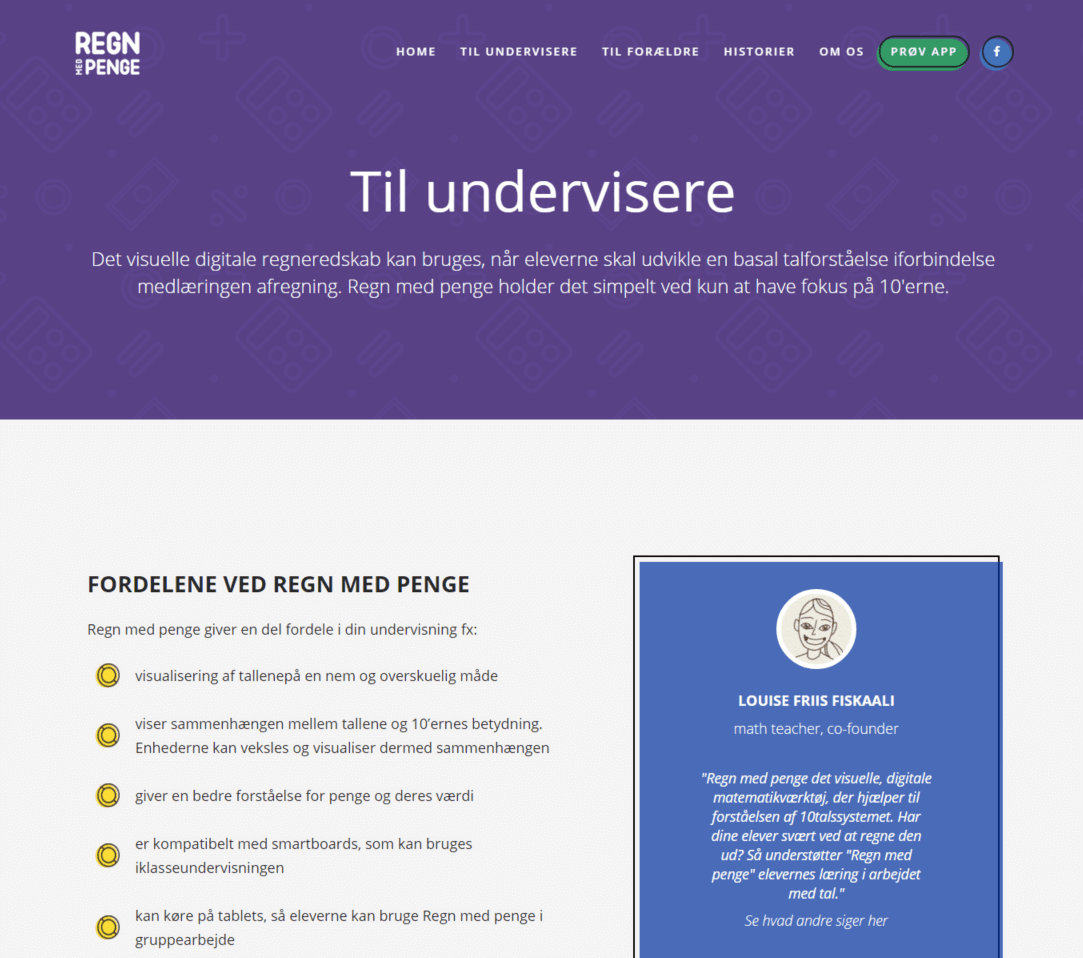 REGN
MED PENGE
HOME TIL UNDERVISERE TIL FORÆLDRE HISTORIER OM OS PRØV APP f
Til undervisere
Det visuelle digitale regneredskab kan bruges, når eleverne skal udvikle en basal talforståelse iforbindelse
medlæringen afregning. Regn med penge holder det simpelt ved kun at have fokus på 10'erne.
FORDELENE VED REGN MED PENGE
Regn med penge giver en del fordele i din undervisning fx:
visualisering af tallenepå en nem og overskuelig måde
viser sammenhængen mellem tallene og 10’ernes betydning.
Enhederne kan veksles og visualiser dermed sammenhængen
giver en bedre forståelse for penge og deres værdi
er kompatibelt med smartboards, som kan bruges
iklasseundervisningen
kan køre på tablets, så eleverne kan bruge Regn med penge i
gruppearbejde
LOUISE FRIIS FISKAALI
math teacher, co-founder
"Regn med penge det visuelle, digitale
matematikværktøj, der hjælper til
forståelsen af 10talssystemet. Har
dine elever svært ved at regne den
ud? Så understøtter "Regn med
penge" elevernes læring i arbejdet
med tal."
Se hvad andre siger her